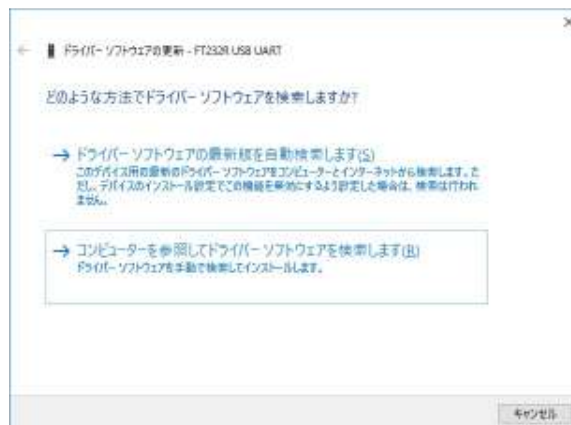 ドライバー ソフトウェアの更新 - FT232R USB UART
どのような方法でドライバー ソフトウェアを検索しますか?
→ ドライバー ソフトウェアの最新版を自動検索します(S)
このデバイス用の最新のドライバー ソフトウェアをコンピューターとインターネットから検索します。た
だし、デバイスのインストール設定でこの機能を無効にするよう設定した場合は、検索は行われ
ません。
→ コンピューターを参照してドライバー ソフトウェアを検索します(R)
ドライバー ソフトウェアを手動で検索してインストールします。
キャンセル